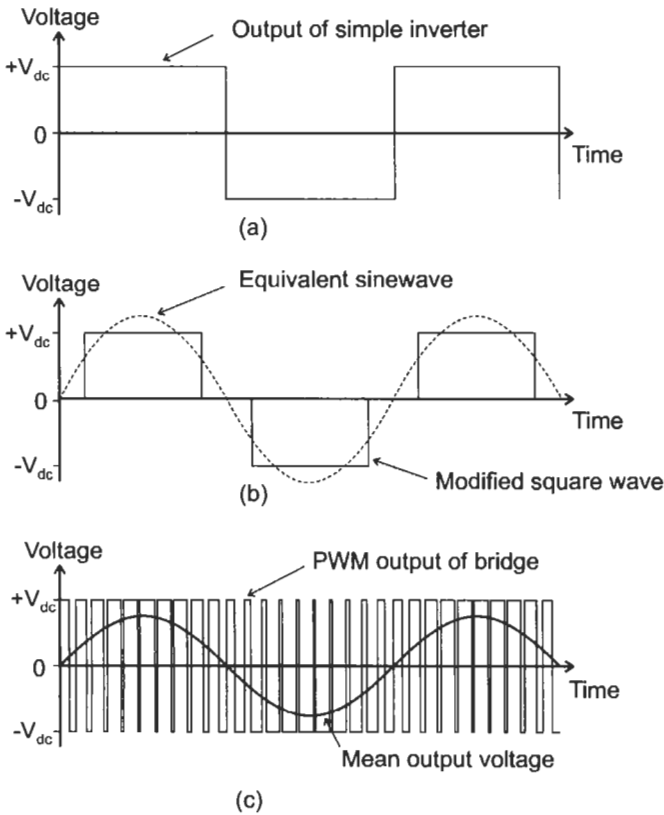 Voltage
Output of simple inverter
+Vdc
0
Time
-Vdc
(a)
Voltage
Equivalent sinewave
+Vdc
0
Time
-Vdc
Modified square wave
(b)
Voltage
PWM output of bridge
+Vdc
0
Time
-Vdc
Mean output voltage
(c)